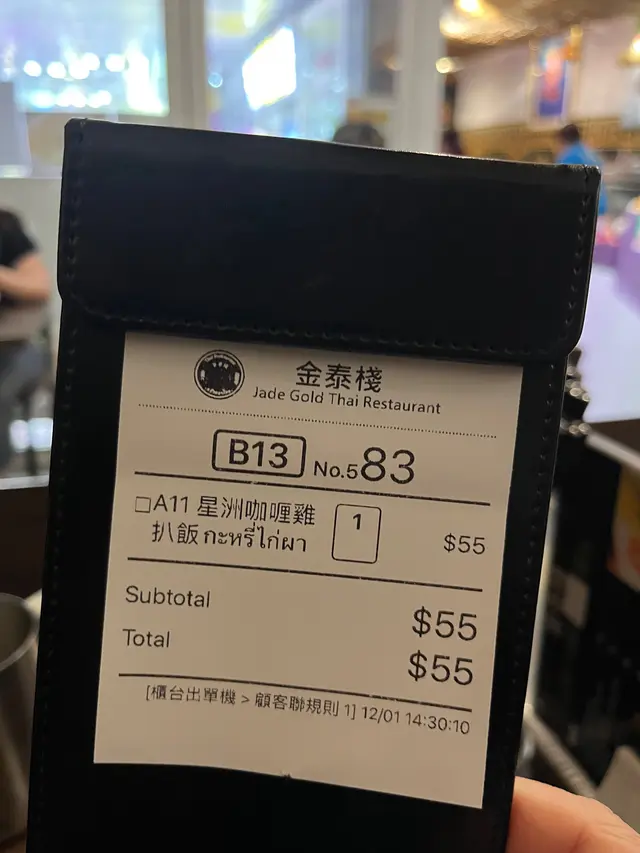 金泰棧
Jade Gold Thai Restaurant
B13 No.583
□A11 星洲咖喱雞 1 $55
扒飯 กะหรี่ไก่ผา
Subtotal $55
Total $55
[櫃台出單機 > 顧客聯規則 1] 12/01 14:30:10